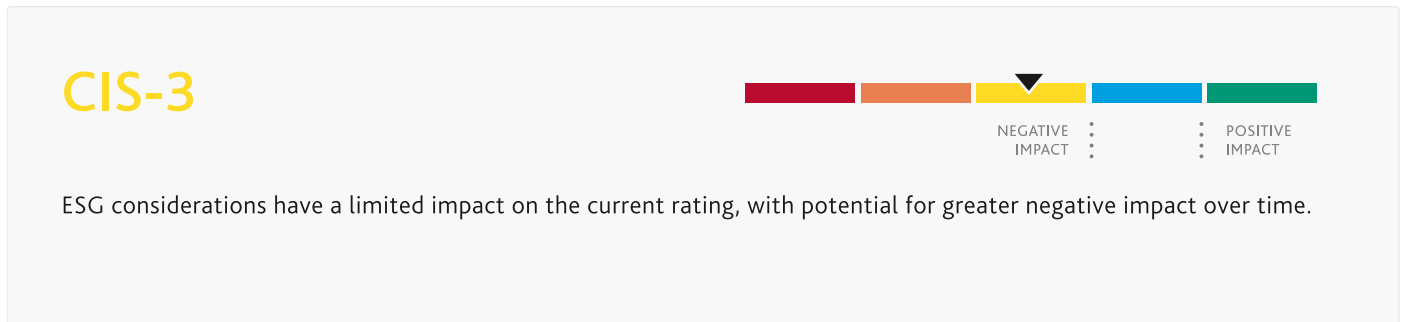 CIS-3
NEGATIVE
IMPACT
POSITIVE
IMPACT
ESG considerations have a limited impact on the current rating, with potential for greater negative impact over time.